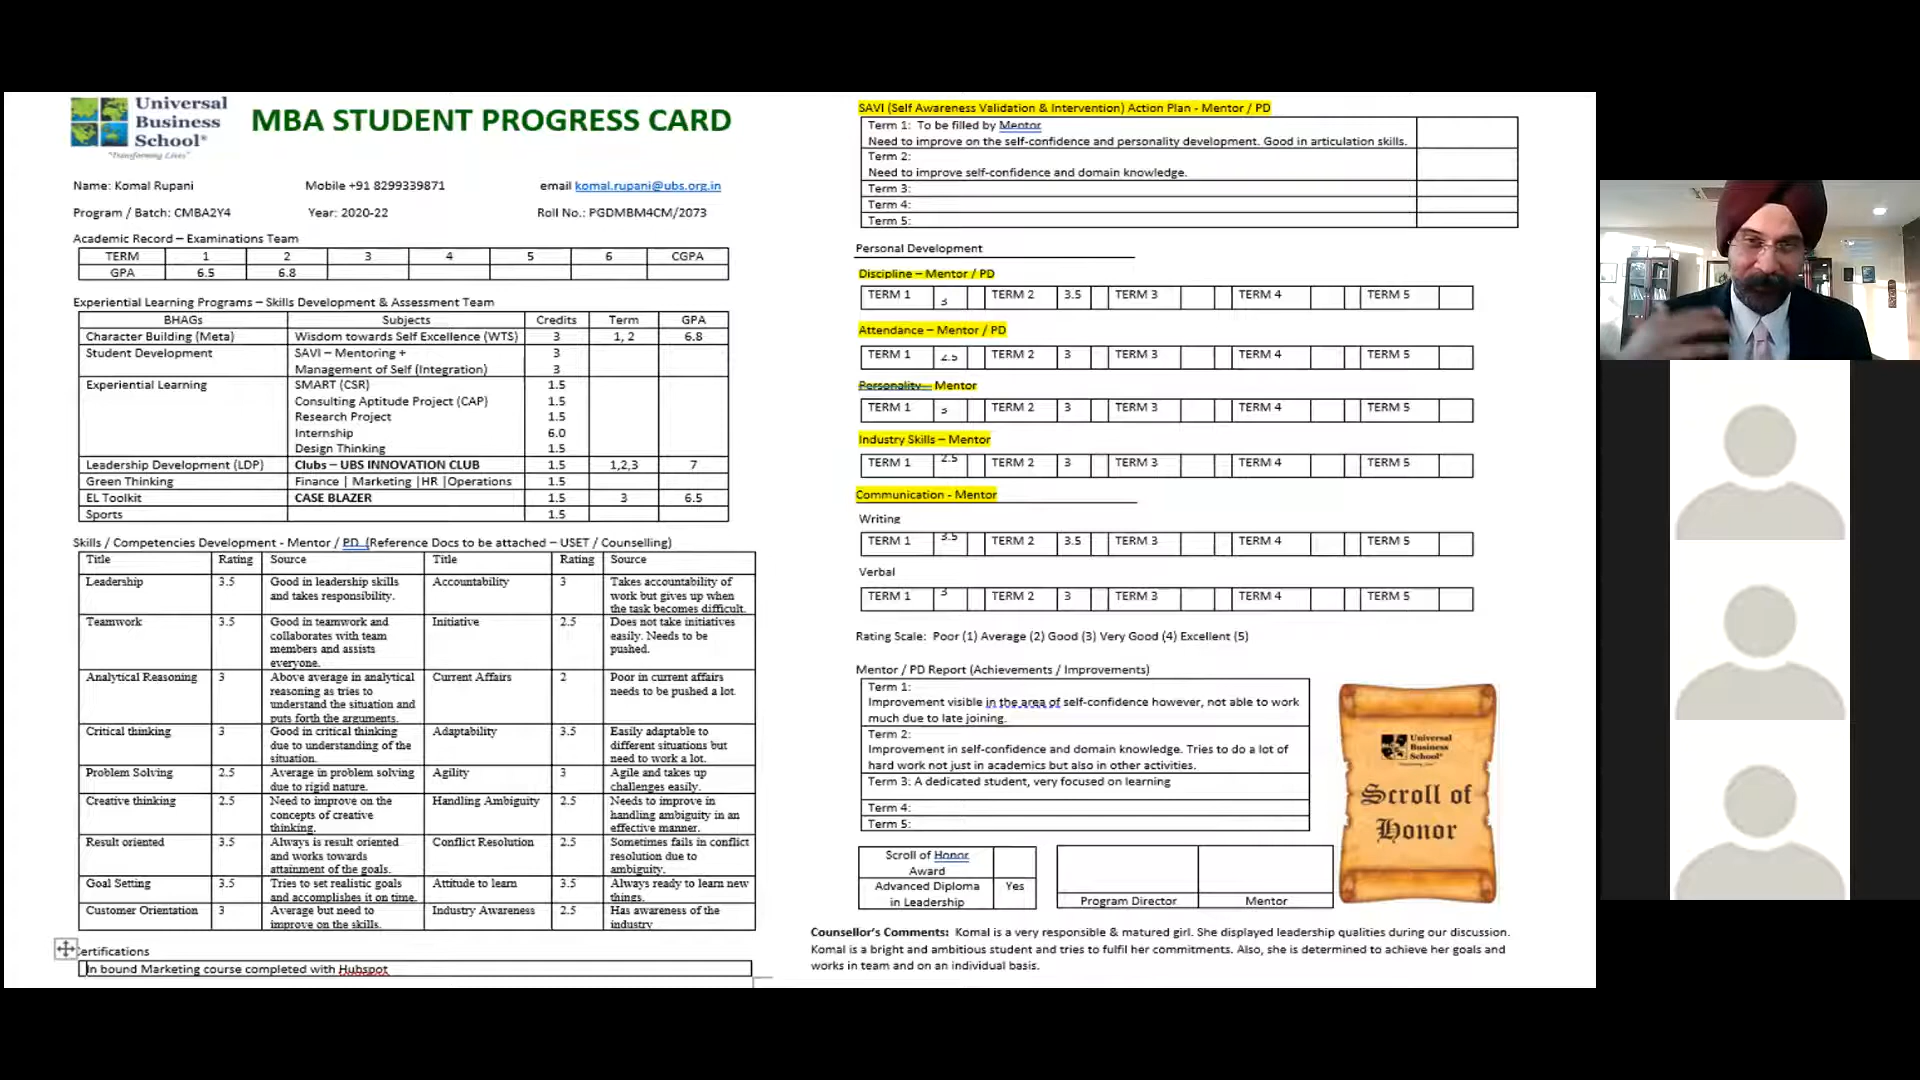 Universal
Business
School®
"Transforming Lives"
MBA STUDENT PROGRESS CARD
Name: Komal Rupani Mobile +91 8299339871 email komal.rupani@ubs.org.in
Program / Batch: CMBA2Y4 Year: 2020-22 Roll No.: PGDMBM4CM/2073
Academic Record – Examinations Team
TERM 1 2 3 4 5 6 CGPA
GPA 6.5 6.8
Experiential Learning Programs – Skills Development & Assessment Team
BHAGs Subjects Credits Term GPA
Character Building (Meta) Wisdom towards Self Excellence (WTS) 3 1, 2 6.8
Student Development SAVI – Mentoring + 3
Management of Self (Integration) 3
Experiential Learning SMART (CSR) 1.5
Consulting Aptitude Project (CAP) 1.5
Research Project 1.5
Internship 6.0
Design Thinking 1.5
Leadership Development (LDP) Clubs – UBS INNOVATION CLUB 1.5 1,2,3 7
Green Thinking Finance | Marketing |HR |Operations 1.5
EL Toolkit CASE BLAZER 1.5 3 6.5
Sports 1.5
Skills / Competencies Development - Mentor / PD (Reference Docs to be attached – USET / Counselling)
Title Rating Source Title Rating Source
Leadership 3.5 Good in leadership skills Accountability 3 Takes accountability of
and takes responsibility. work but gives up when
the task becomes difficult.
Teamwork 3.5 Good in teamwork and Initiative 2.5 Does not take initiatives
collaborates with team easily. Needs to be
members and assists pushed.
everyone.
Analytical Reasoning 3 Above average in analytical Current Affairs 2 Poor in current affairs
reasoning as tries to needs to be pushed a lot.
understand the situation and
puts forth the arguments.
Critical thinking 3 Good in critical thinking Adaptability 3.5 Easily adaptable to
due to understanding of the different situations but
situation. need to work a lot.
Problem Solving 2.5 Average in problem solving Agility 3 Agile and takes up
due to rigid nature. challenges easily.
Creative thinking 2.5 Need to improve on the Handling Ambiguity 2.5 Needs to improve in
concepts of creative handling ambiguity in an
thinking. effective manner.
Result oriented 3.5 Always is result oriented Conflict Resolution 2.5 Sometimes fails in conflict
and works towards resolution due to
attainment of the goals. ambiguity.
Goal Setting 3.5 Tries to set realistic goals Attitude to learn 3.5 Always ready to learn new
and accomplishes it on time. things.
Customer Orientation 3 Average but need to Industry Awareness 2.5 Has awareness of the
improve on the skills. industry
ertifications
In bound Marketing course completed with Hubspot
SAVI (Self Awareness Validation & Intervention) Action Plan - Mentor / PD
Term 1: To be filled by Mentor
Need to improve on the self-confidence and personality development. Good in articulation skills.
Term 2:
Need to improve self-confidence and domain knowledge.
Term 3:
Term 4:
Term 5:
Personal Development
Discipline – Mentor / PD
TERM 1 3 TERM 2 3.5 TERM 3 TERM 4 TERM 5
Attendance – Mentor / PD
TERM 1 2.5 TERM 2 3 TERM 3 TERM 4 TERM 5
Personality – Mentor
TERM 1 3 TERM 2 3 TERM 3 TERM 4 TERM 5
Industry Skills – Mentor
TERM 1 2.5 TERM 2 3 TERM 3 TERM 4 TERM 5
Communication - Mentor
Writing
TERM 1 3.5 TERM 2 3.5 TERM 3 TERM 4 TERM 5
Verbal
TERM 1 3 TERM 2 3 TERM 3 TERM 4 TERM 5
Rating Scale: Poor (1) Average (2) Good (3) Very Good (4) Excellent (5)
Mentor / PD Report (Achievements / Improvements)
Term 1:
Improvement visible in the area of self-confidence however, not able to work
much due to late joining.
Term 2:
Improvement in self-confidence and domain knowledge. Tries to do a lot of
hard work not just in academics but also in other activities.
Term 3: A dedicated student, very focused on learning
Term 4:
Term 5:
Universal
Business
School®
Scroll of
Honor
Scroll of Honor
Award
Advanced Diploma Yes
in Leadership
Program Director Mentor
Counsellor's Comments: Komal is a very responsible & matured girl. She displayed leadership qualities during our discussion.
Komal is a bright and ambitious student and tries to fulfil her commitments. Also, she is determined to achieve her goals and
works in team and on an individual basis.